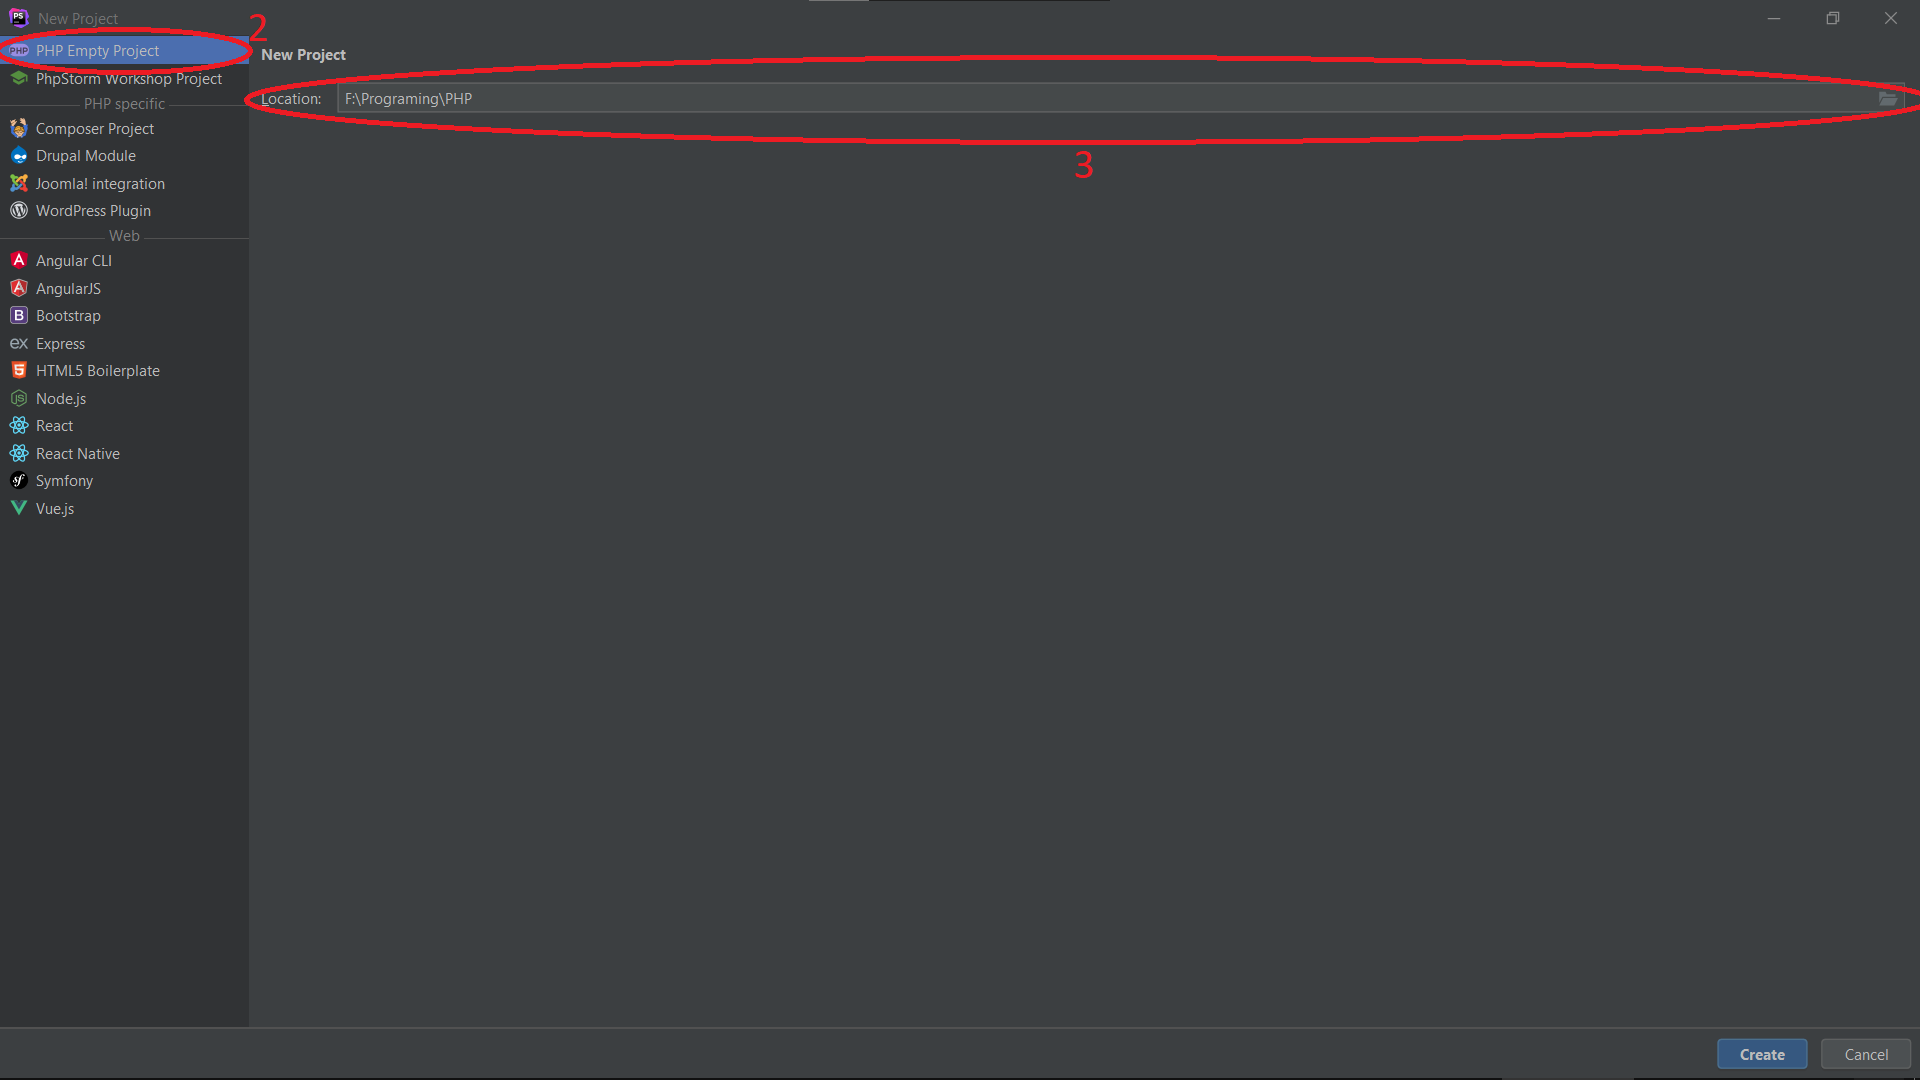 New Project
2
PHP Empty Project
PhpStorm Workshop Project
PHP specific
Composer Project
Drupal Module
Joomla! integration
WordPress Plugin
Web
Angular CLI
AngularJS
Bootstrap
Express
HTML5 Boilerplate
Node.js
React
React Native
Symfony
Vue.js
New Project
Location: F:\Programing\PHP
3
Create Cancel